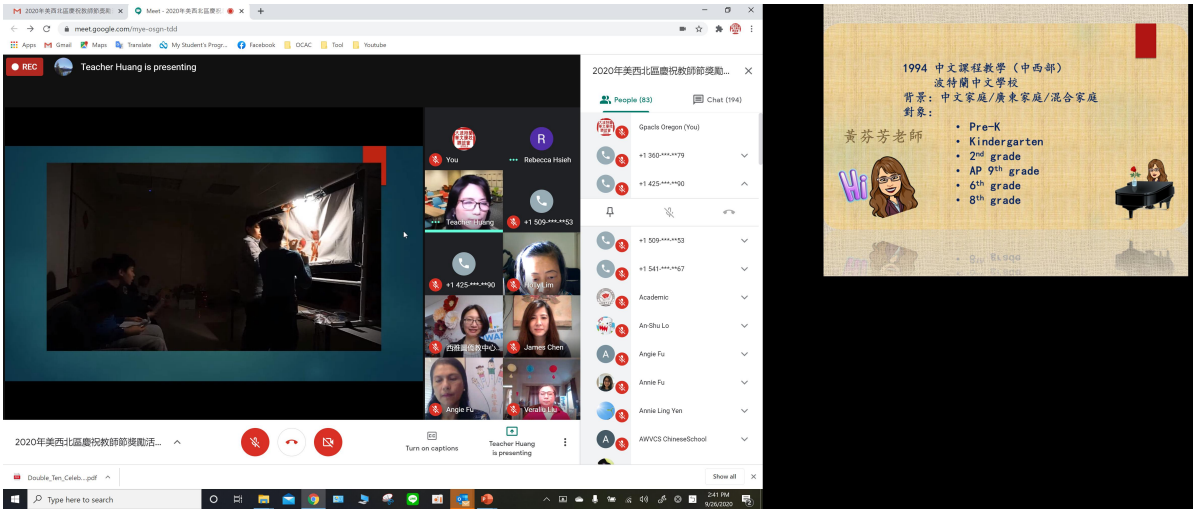 2020年美西北區慶祝教師節獎勵
Meet - 2020年美西北區慶祝
meet.google.com/mye-osgn-tdd
Apps
Gmail
Maps
Translate
My Student's Progr...
Facebook
OCAC
Tool
Youtube
REC
Teacher Huang is presenting
You
R
Rebecca Hsieh
Teacher Huang
+1 509-***-**53
+1 425-***-**90
Holly Lim
西雅圖僑教中心...
James Chen
Angie Fu
Veralie Liu
2020年美西北區慶祝教師節獎勵...
People (83)
Chat (194)
Gpacls Oregon (You)
+1 360-***-**79
+1 425-***-**90
+1 509-***-**53
+1 541-***-**67
Academic
An-Shu Lo
A
Angie Fu
Annie Fu
Annie Ling Yen
A
AWVCS ChineseSchool
2020年美西北區慶祝教師節獎勵活...
Turn on captions
Teacher Huang
is presenting
Double_Ten_Celeb....pdf
Show all
Type here to search
2:41 PM
9/26/2020
1994 中文課程教學 (中西部)
波特蘭中文學校
背景: 中文家庭/廣東家庭/混合家庭
對象:
黃芬芳老師
• Pre-K
• Kindergarten
• 2nd grade
• AP 9th grade
• 6th grade
• 8th grade
Hi